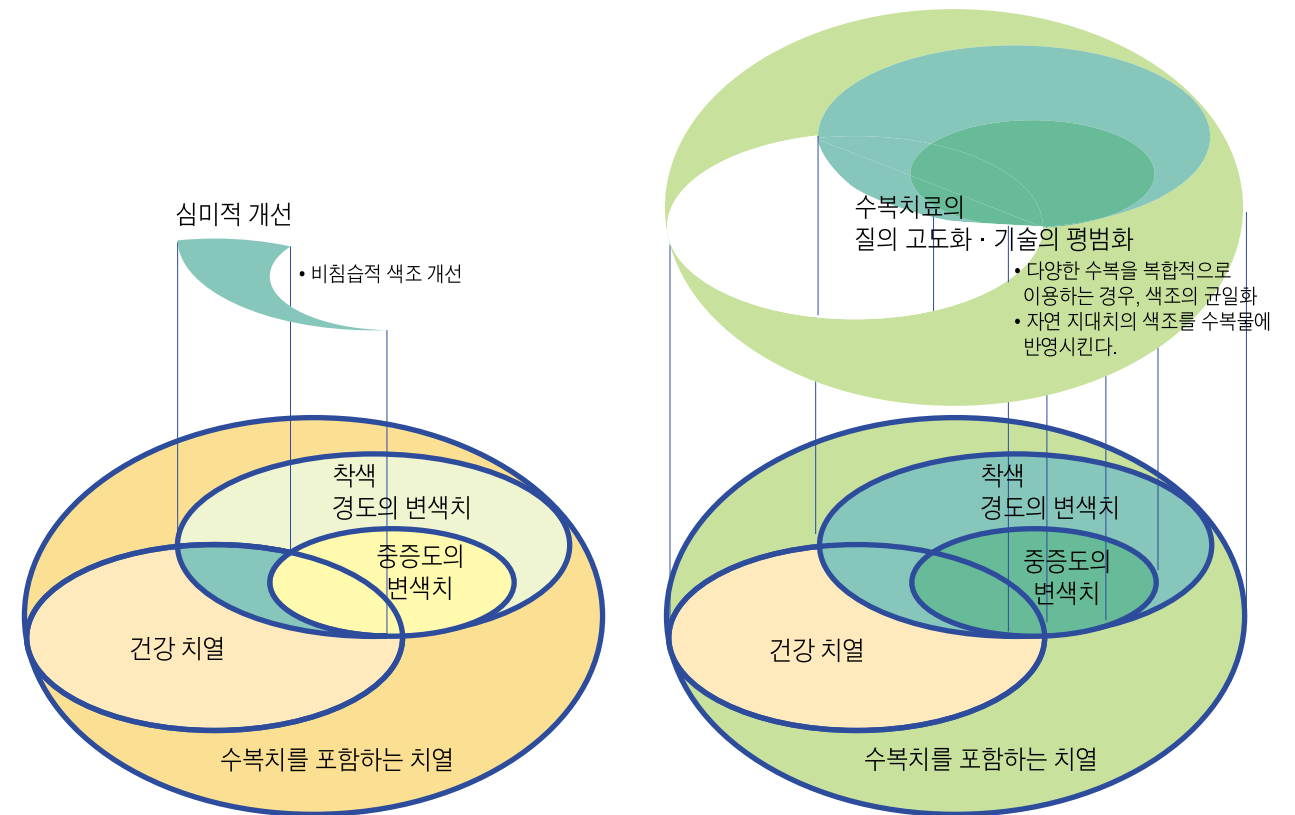 심미적 개선
• 비침습적 색조 개선
착색
경도의 변색치
중증도의
변색치
건강 치열
수복치를 포함하는 치열
수복치료의
질의 고도화 · 기술의 평범화
• 다양한 수복을 복합적으로
이용하는 경우, 색조의 균일화
• 자연 지대치의 색조를 수복물에
반영시킨다.
착색
경도의 변색치
중증도의
변색치
건강 치열
수복치를 포함하는 치열